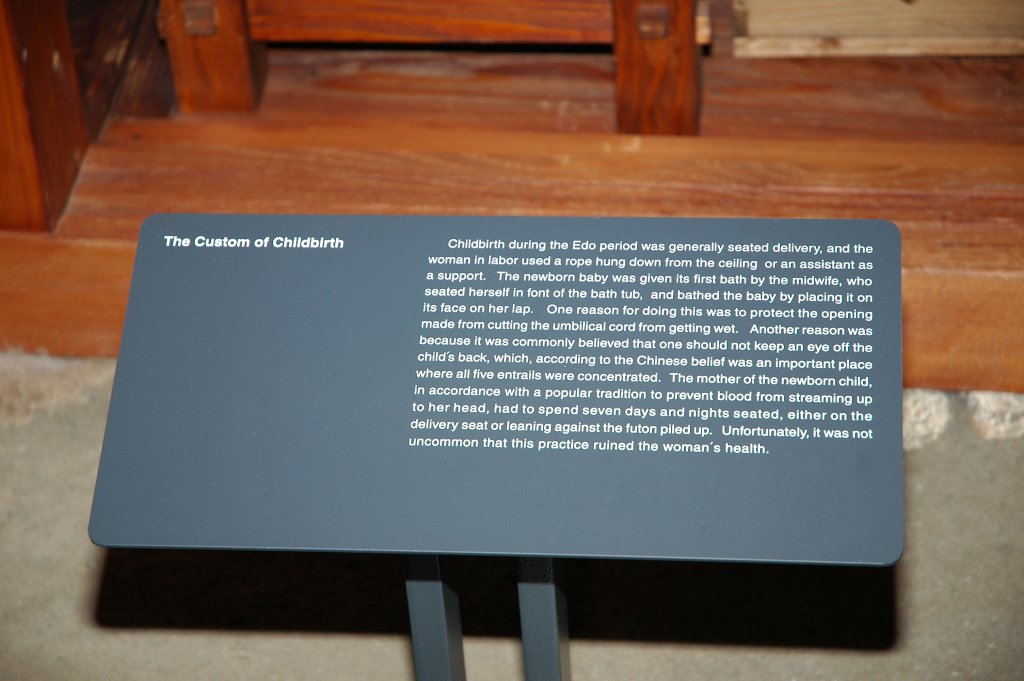 The Custom of Childbirth
Childbirth during the Edo period was generally seated delivery, and the
woman in labor used a rope hung down from the ceiling or an assistant as
a support. The newborn baby was given its first bath by the midwife, who
seated herself in font of the bath tub, and bathed the baby by placing it on
its face on her lap. One reason for doing this was to protect the opening
made from cutting the umbilical cord from getting wet. Another reason was
because it was commonly believed that one should not keep an eye off the
child´s back, which, according to the Chinese belief was an important place
where all five entrails were concentrated. The mother of the newborn child,
in accordance with a popular tradition to prevent blood from streaming up
to her head, had to spend seven days and nights seated, either on the
delivery seat or leaning against the futon piled up. Unfortunately, it was not
uncommon that this practice ruined the woman´s health.